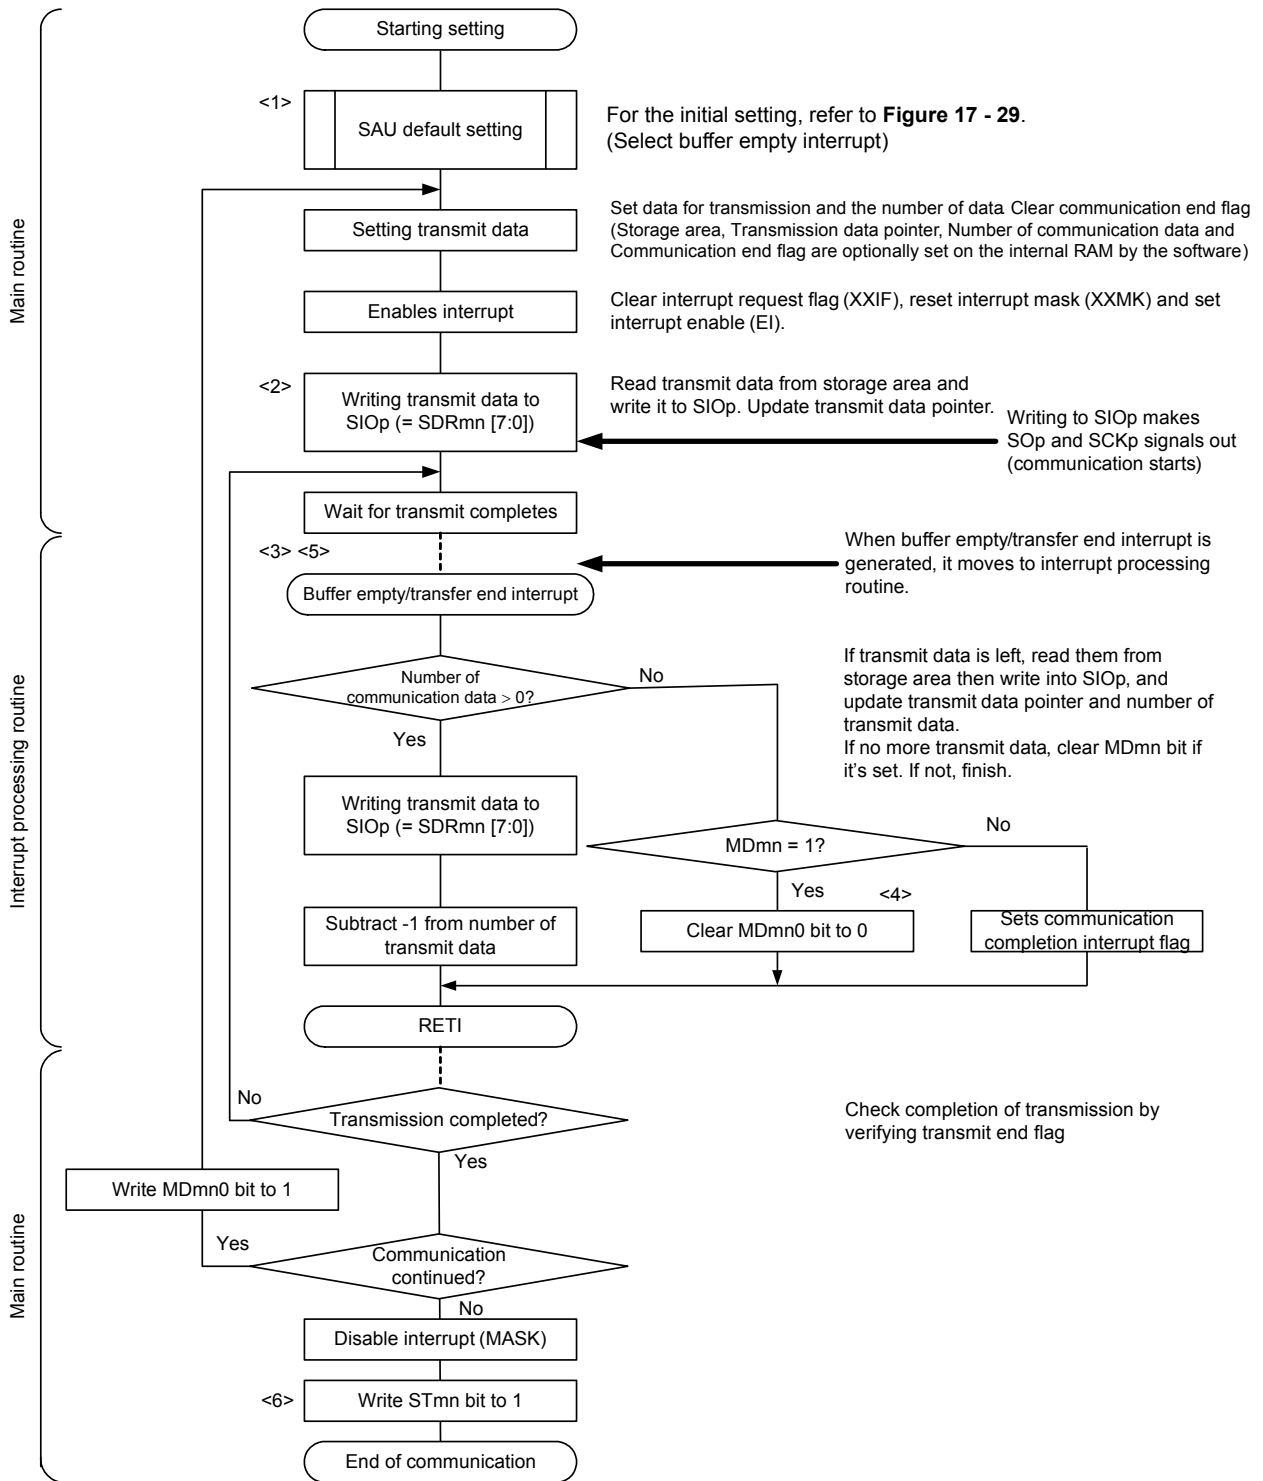 Starting setting
<1>
SAU default setting
For the initial setting, refer to Figure 17 - 29.
(Select buffer empty interrupt)
Main routine
Setting transmit data
Set data for transmission and the number of data. Clear communication end flag
(Storage area, Transmission data pointer, Number of communication data and
Communication end flag are optionally set on the internal RAM by the software)
Enables interrupt
Clear interrupt request flag (XXIF), reset interrupt mask (XXMK) and set
interrupt enable (EI).
<2>
Writing transmit data to
SIOp (= SDRmn [7:0])
Read transmit data from storage area and
write it to SIOp. Update transmit data pointer.
Writing to SIOp makes
SOp and SCKp signals out
(communication starts)
Wait for transmit completes
<3> <5>
When buffer empty/transfer end interrupt is
generated, it moves to interrupt processing
routine.
Buffer empty/transfer end interrupt
Interrupt processing routine
Number of
communication data > 0?
No
Yes
If transmit data is left, read them from
storage area then write into SIOp, and
update transmit data pointer and number of
transmit data.
If no more transmit data, clear MDmn bit if
it's set. If not, finish.
Writing transmit data to
SIOp (= SDRmn [7:0])
MDmn = 1?
No
Yes
<4>
Subtract -1 from number of
transmit data
Clear MDmn0 bit to 0
Sets communication
completion interrupt flag
RETI
Main routine
No
Transmission completed?
Yes
Check completion of transmission by
verifying transmit end flag
Write MDmn0 bit to 1
Yes
Communication
continued?
No
Disable interrupt (MASK)
<6>
Write STmn bit to 1
End of communication